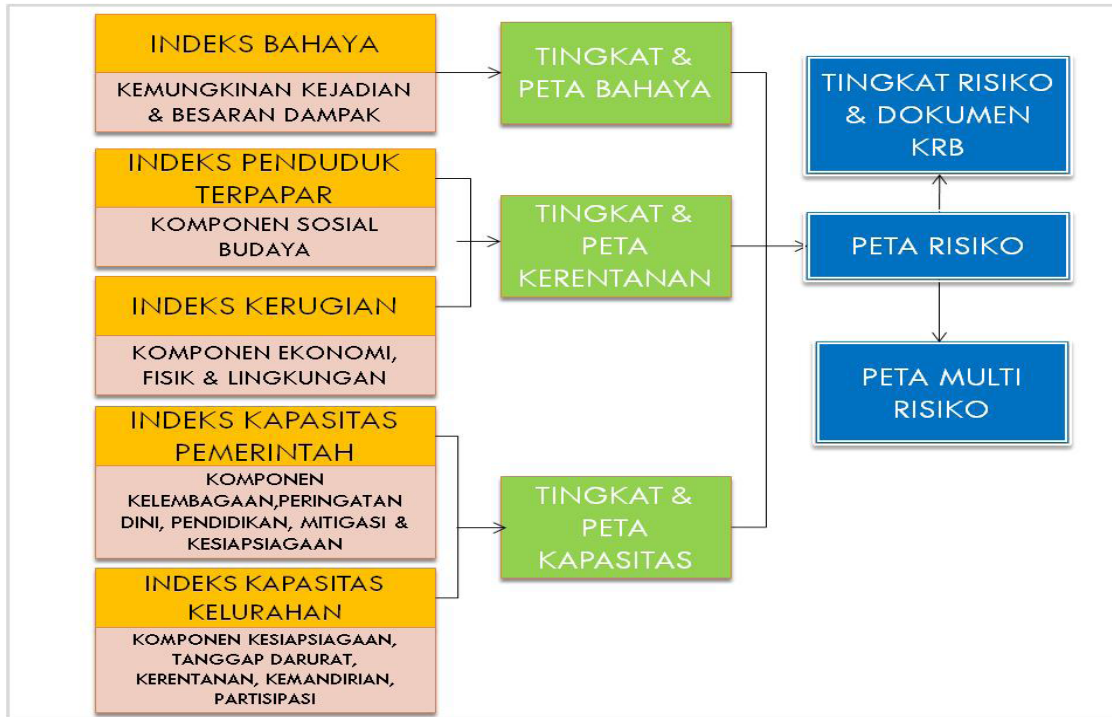 INDEKS BAHAYA
KEMUNGKINAN KEJADIAN
& BESARAN DAMPAK
INDEKS PENDUDUK
TERPAPAR
KOMPONEN SOSIAL
BUDAYA
INDEKS KERUGIAN
KOMPONEN EKONOMI,
FISIK & LINGKUNGAN
INDEKS KAPASITAS
PEMERINTAH
KOMPONEN
KELEMBAGAAN,PERINGATAN
DINI, PENDIDIKAN, MITIGASI &
KESIAPSIAGAAN
INDEKS KAPASITAS
KELURAHAN
KOMPONEN KESIAPSIAGAAN,
TANGGAP DARURAT,
KERENTANAN, KEMANDIRIAN,
PARTISIPASI
TINGKAT &
PETA BAHAYA
TINGKAT &
PETA
KERENTANAN
TINGKAT &
PETA
KAPASITAS
TINGKAT RISIKO
& DOKUMEN
KRB
PETA RISIKO
PETA MULTI
RISIKO